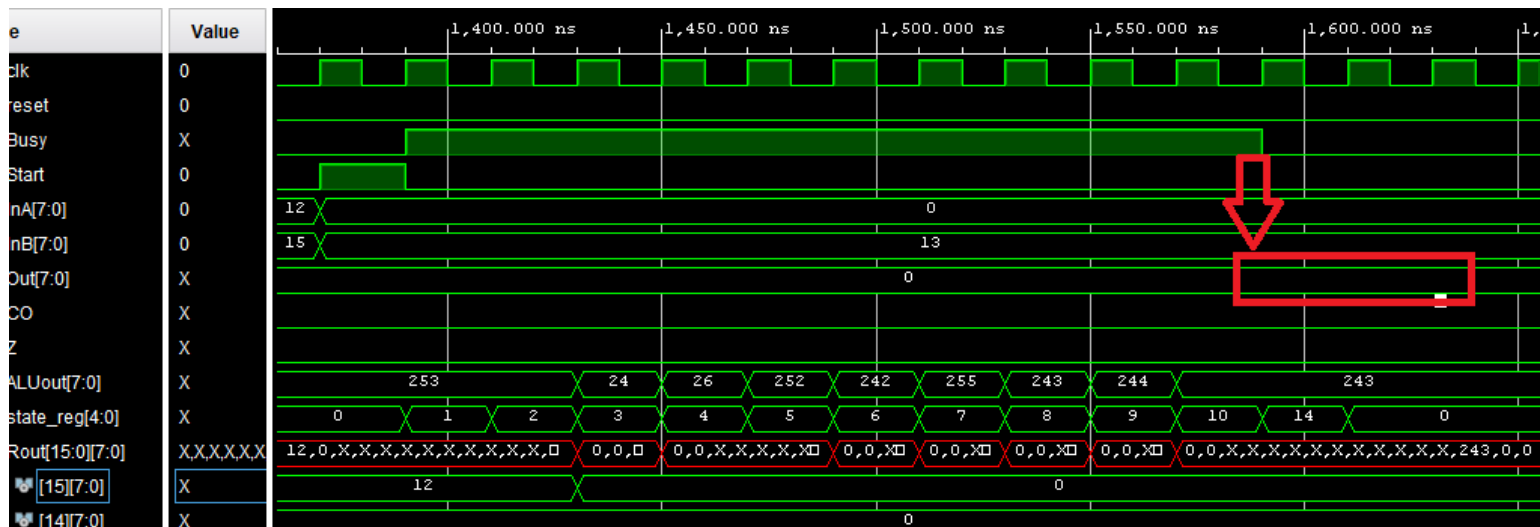 e Value 1,400.000 ns 1,450.000 ns 1,500.000 ns 1,550.000 ns 1,600.000 ns 1,
clk 0
reset 0
Busy X
Start 0
nA[7:0] 0 12 0
nB[7:0] 0 15 13
Out[7:0] X 0
CO X
Z X
ALUout[7:0] X 253 24 26 252 242 255 243 244 243
state_reg[4:0] X 0 1 2 3 4 5 6 7 8 9 10 14 0
Rout[15:0][7:0] X,X,X,X,X,X 12,0,X,X,X,X,X,X,X,X,X,X,□ 0,0,□ 0,0,X,X,X,X,X□ 0,0,X□ 0,0,X□ 0,0,X□ 0,0,X□ 0,0,X,X,X,X,X,X,X,X,X,X,X,243,0,0
[15][7:0] X 12 0
[14][7:0] X 0